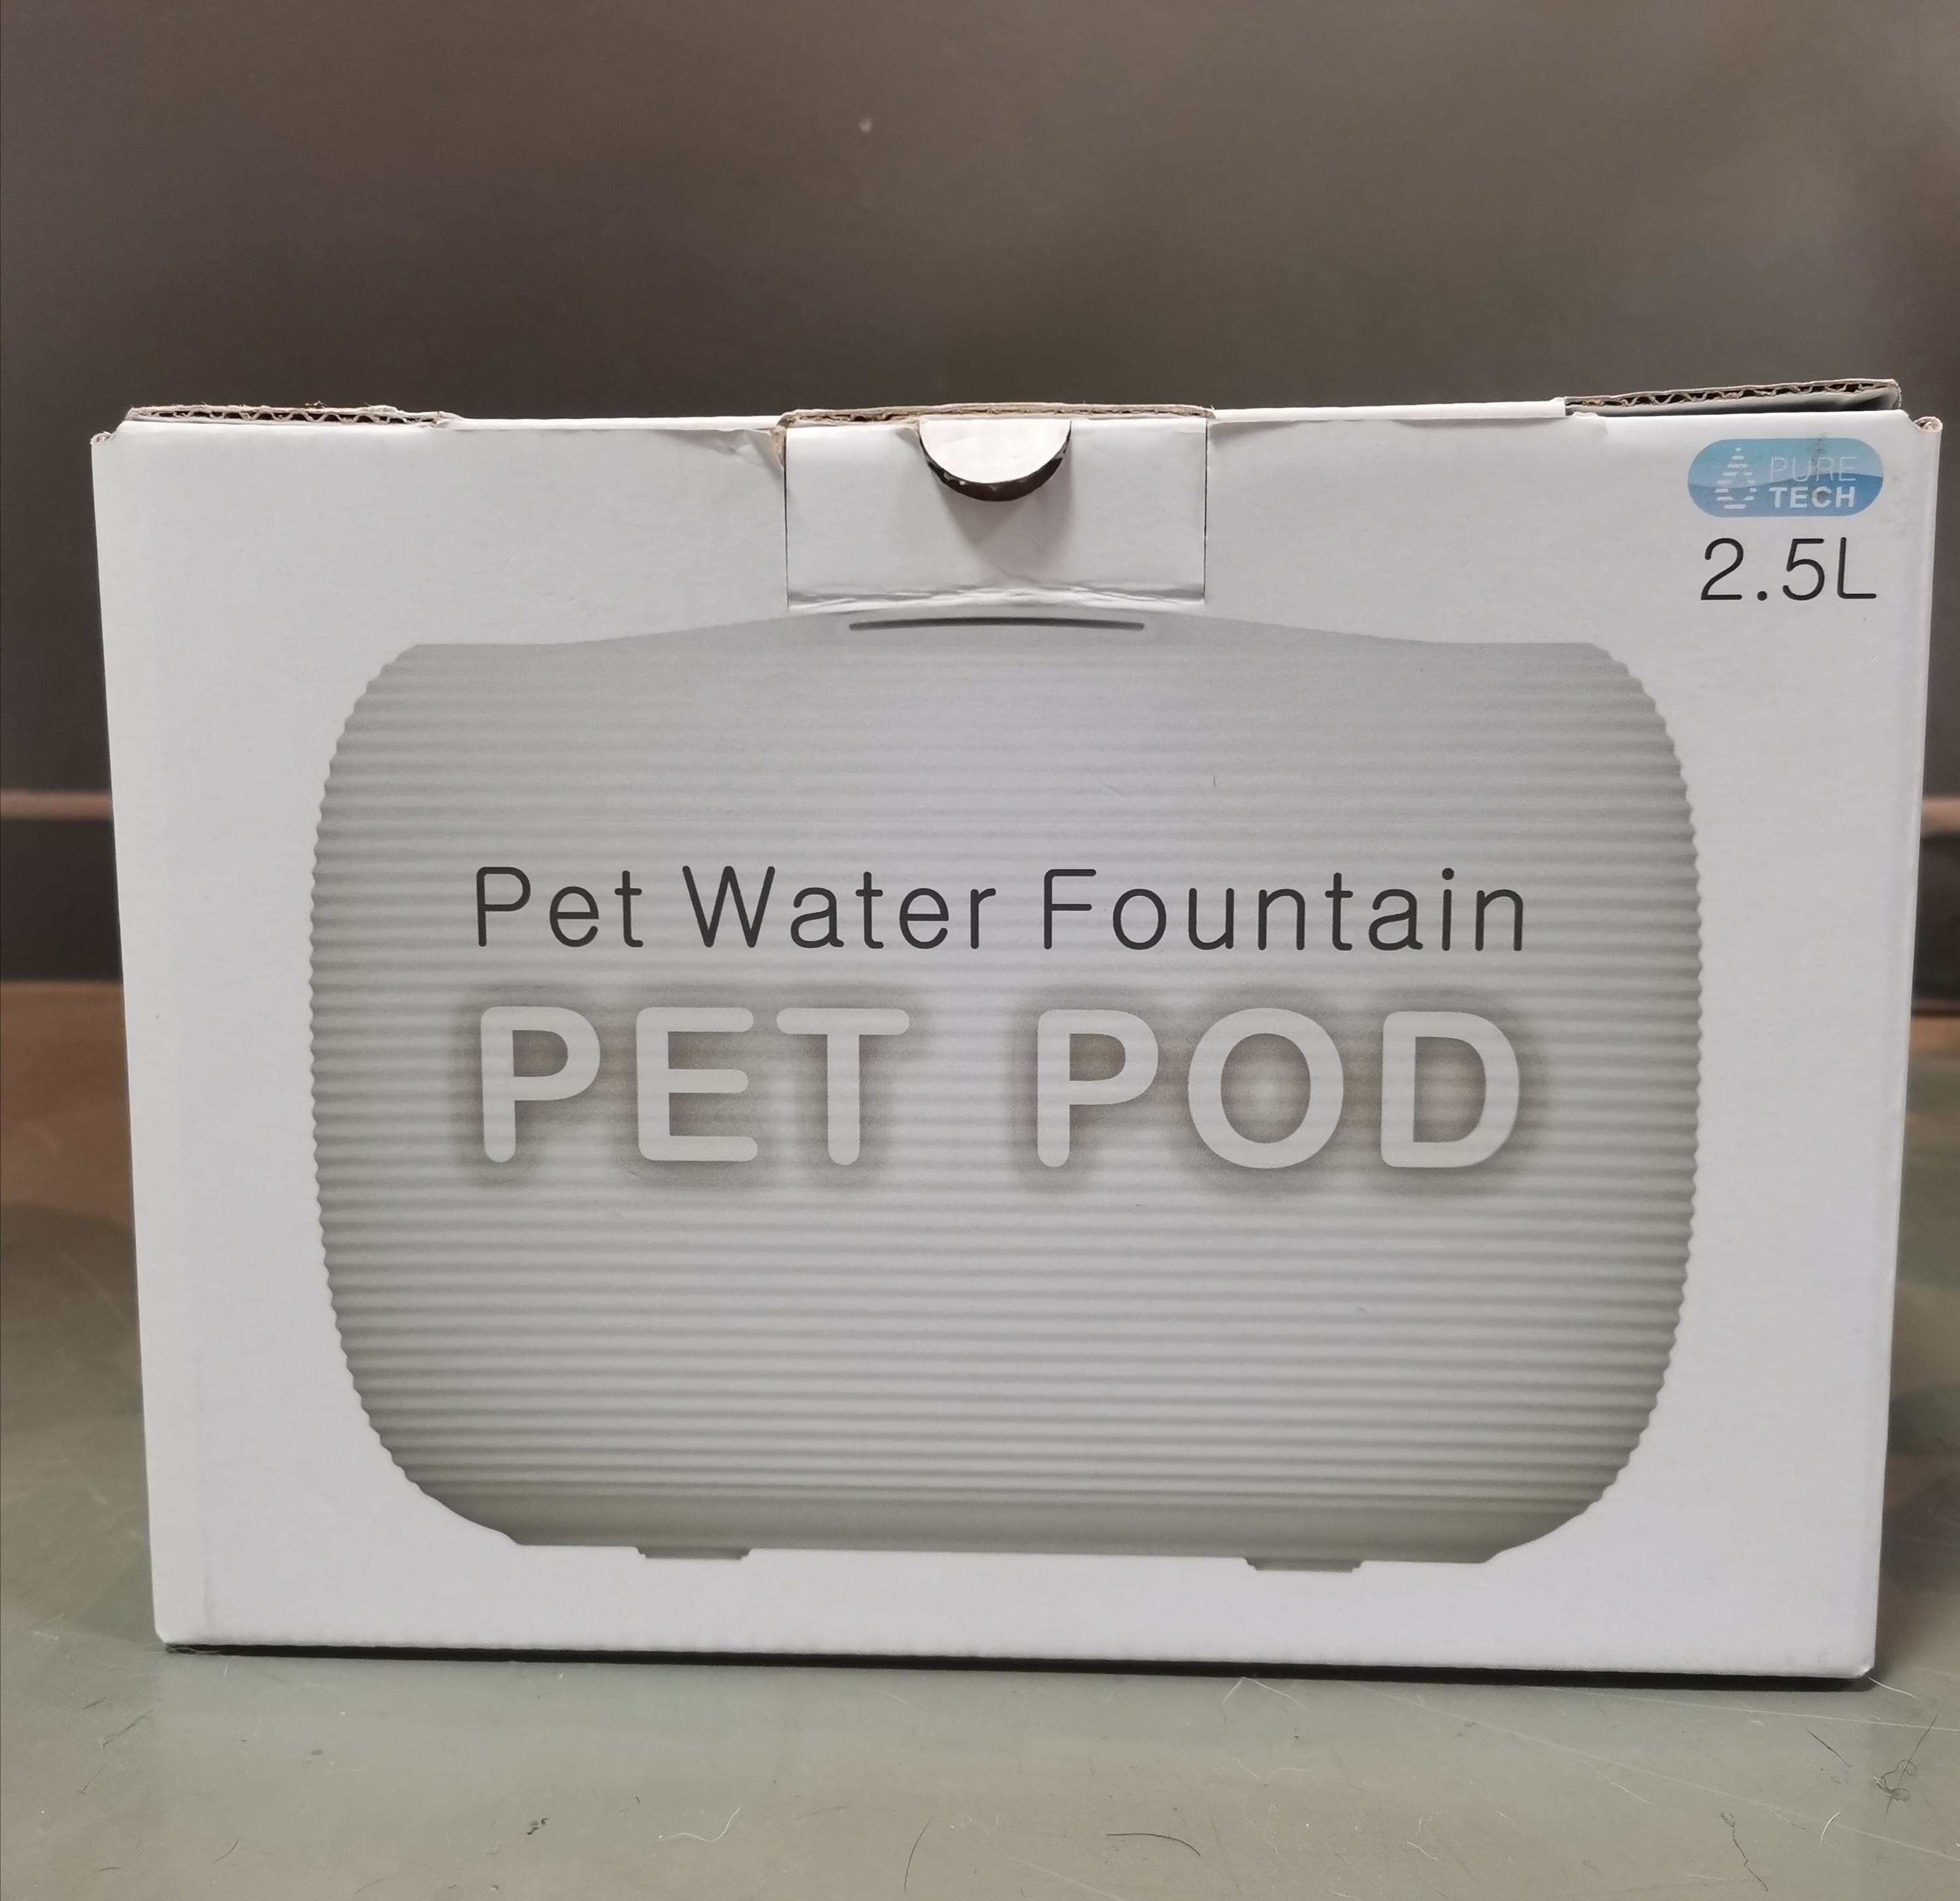 PURE
TECH
2.5L
Pet Water Fountain
PET POD